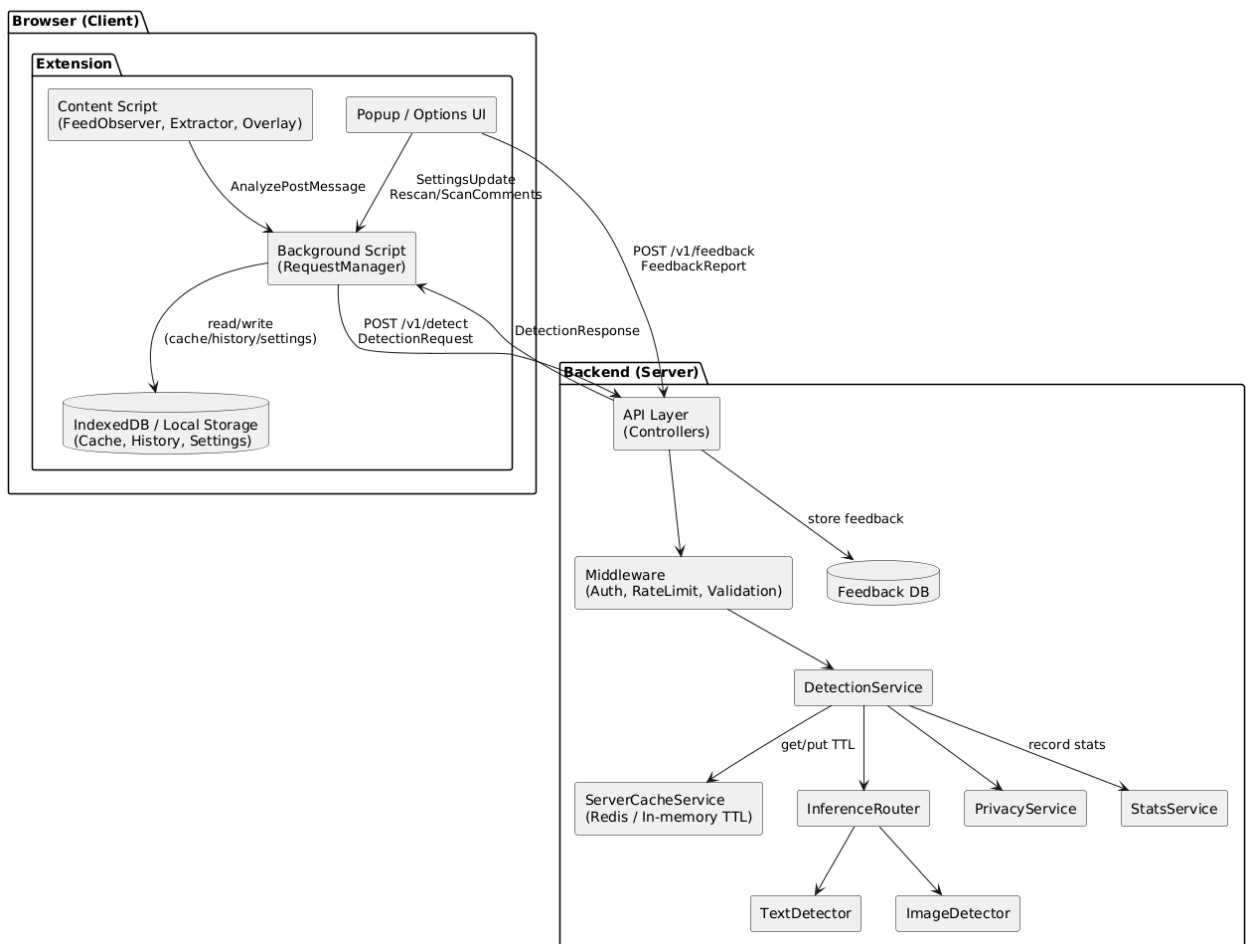 Browser (Client)
Extension
Content Script
(FeedObserver, Extractor, Overlay)
Popup / Options UI
AnalyzePostMessage
SettingsUpdate
Rescan/ScanComments
Background Script
(RequestManager)
POST /v1/feedback
FeedbackReport
read/write
(cache/history/settings)
POST /v1/detect
DetectionRequest
DetectionResponse
IndexedDB / Local Storage
(Cache, History, Settings)
Backend (Server)
API Layer
(Controllers)
store feedback
Middleware
(Auth, RateLimit, Validation)
Feedback DB
DetectionService
get/put TTL
record stats
ServerCacheService
(Redis / In-memory TTL)
InferenceRouter
PrivacyService
StatsService
TextDetector
ImageDetector